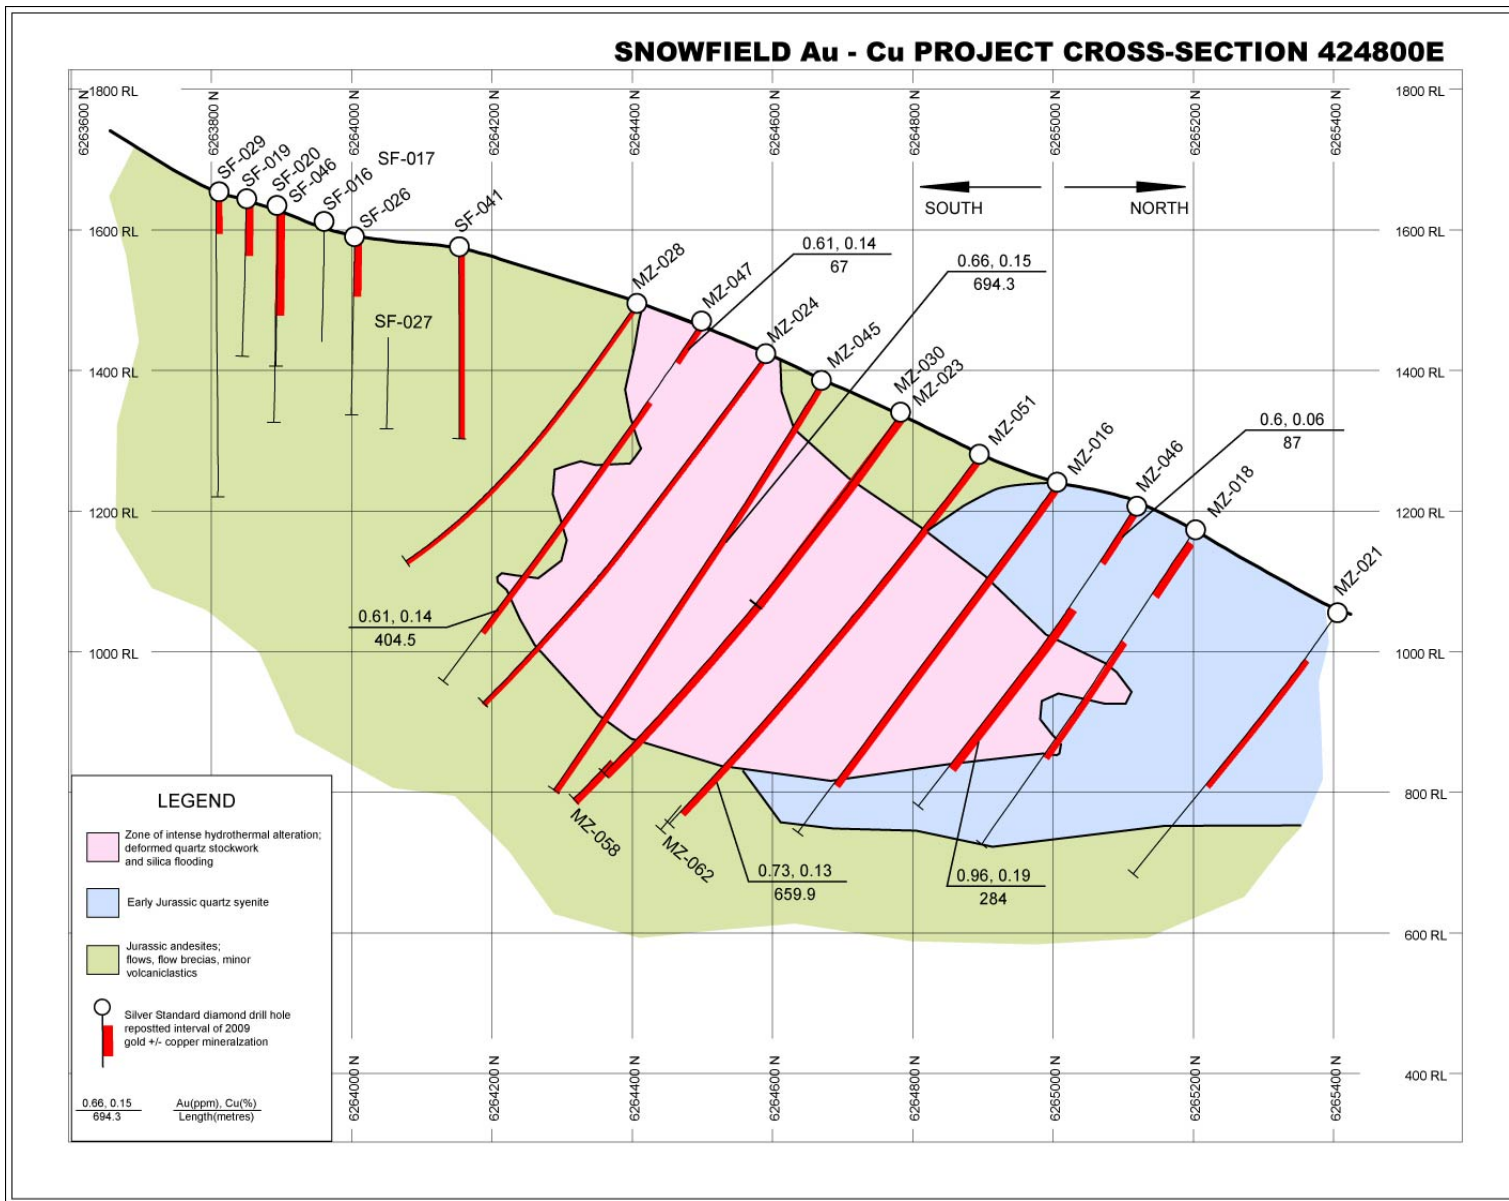 SNOWFIELD Au - Cu PROJECT CROSS-SECTION 424800E
1800 RL
1800 RL
6263600 N
6263800 N
6264000 N
6264200 N
6264400 N
6264600 N
6264800 N
6265000 N
6265200 N
6265400 N
SF-029
SF-019
SF-020
SF-046
SF-016
SF-017
SF-026
SF-041
SOUTH
NORTH
1600 RL
1600 RL
MZ-028
MZ-047
MZ-024
MZ-045
MZ-030
MZ-023
MZ-051
MZ-016
MZ-046
MZ-018
MZ-021
0.61, 0.14
67
0.66, 0.15
694.3
SF-027
1400 RL
1400 RL
0.6, 0.06
87
1200 RL
1200 RL
0.61, 0.14
404.5
1000 RL
1000 RL
800 RL
800 RL
MZ-058
MZ-062
0.73, 0.13
659.9
0.96, 0.19
284
600 RL
600 RL
400 RL
LEGEND
Zone of intense hydrothermal alteration;
deformed quartz stockwork
and silica flooding
Early Jurassic quartz syenite
Jurassic andesites;
flows, flow brecias, minor
volcaniclastics
Silver Standard diamond drill hole
repostted interval of 2009
gold +/- copper mineralzation
0.66, 0.15
694.3
Au(ppm), Cu(%)
Length(metres)
6264000 N
6264200 N
6264400 N
6264600 N
6264800 N
6265000 N
6265200 N
6265400 N